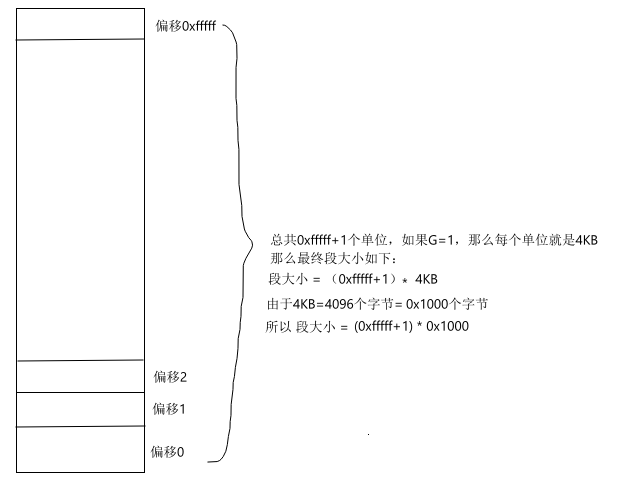 偏移0xfffff
总共0xfffff+1个单位，如果G=1，那么每个单位就是4KB
那么最终段大小如下：
段大小 = （0xfffff+1）* 4KB
由于4KB=4096个字节= 0x1000个字节
所以 段大小 = (0xfffff+1) * 0x1000
偏移2
偏移1
偏移0